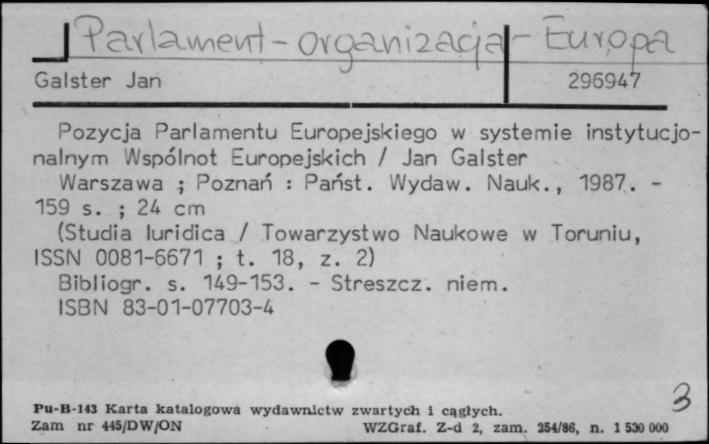 Parlament - organizacja - Europa
Galster Jan 296947
Pozycja Parlamentu Europejskiego w systemie instytucjo-
nalnym Wspólnot Europejskich / Jan Galster
Warszawa ; Poznań : Państ. Wydaw. Nauk., 1987. -
159 s. ; 24 cm
(Studia Iuridica / Towarzystwo Naukowe w Toruniu,
ISSN 0081-6671 ; t. 18, z. 2)
Bibliogr. s. 149-153. - Streszcz. niem.
ISBN 83-01-07703-4
3
Pu-B-143 Karta katalogowa wydawnictw zwartych i ciągłych.
Zam nr 445/DW/ON WZGraf. Z-d 2, zam. 254/86, n. 1 530 000